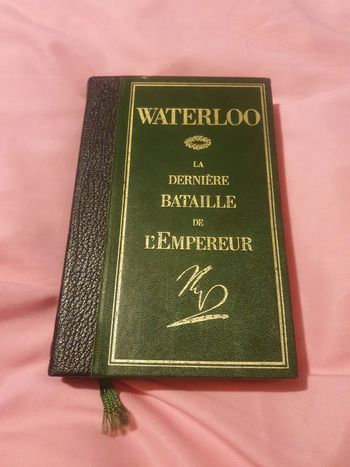 WATERLOO
LA
DERNIÈRE
BATAILLE
DE
L'EMPEREUR